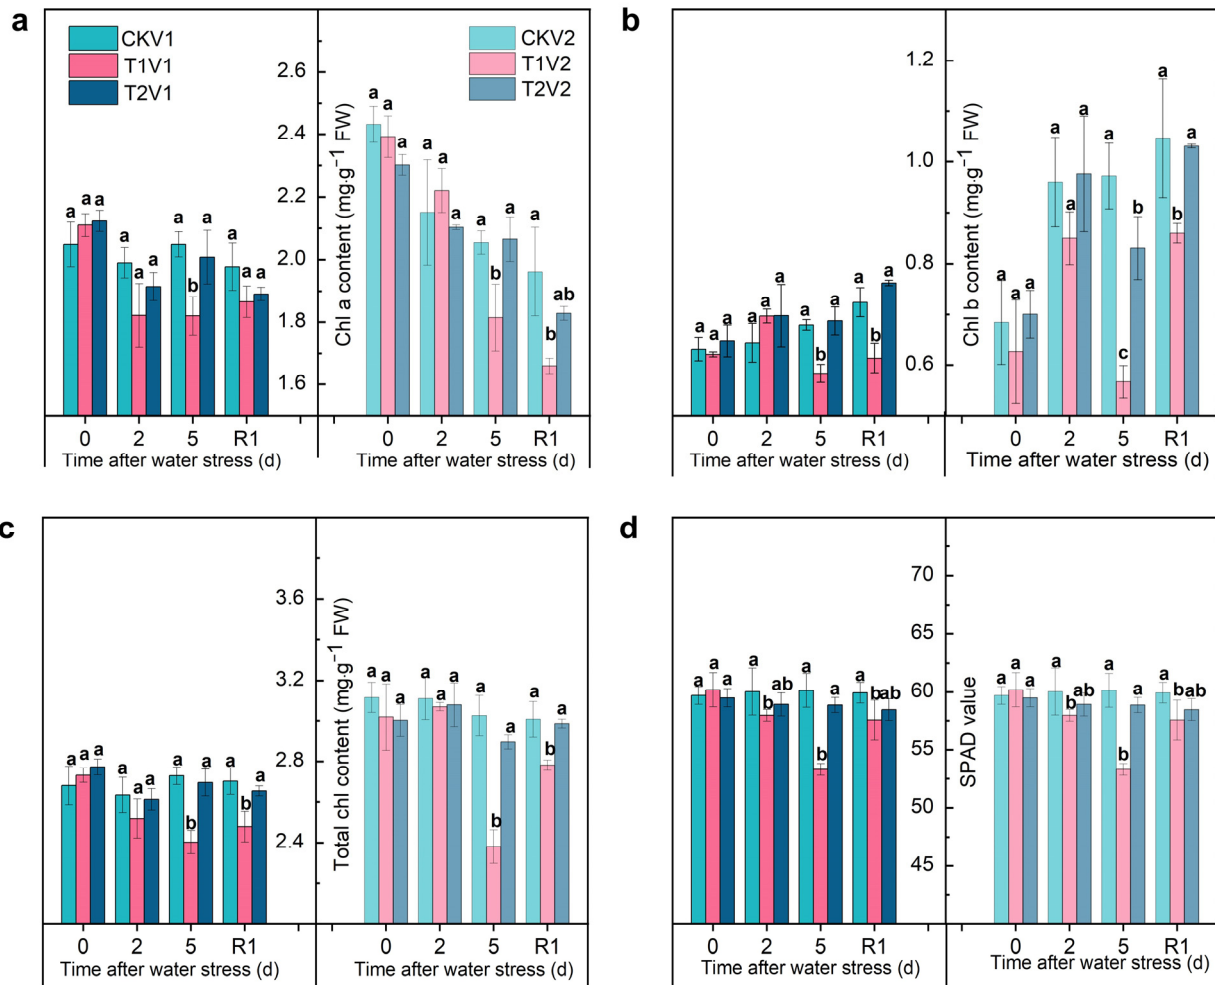 a
CKV1
T1V1
T2V1
CKV2
T1V2
T2V2
Chl a content (mg·g⁻¹ FW)
2.6
2.4
2.2
2.0
1.8
1.6
a a a
a a a
a b a
a a a
a a a
a a a
a b a
a b ab
0 2 5 R1
0 2 5 R1
Time after water stress (d)
Time after water stress (d)
b
Chl b content (mg·g⁻¹ FW)
1.2
1.0
0.8
0.6
a a a
a a a
a b a
a b a
a a a
a a a
a c b
a b a
0 2 5 R1
0 2 5 R1
Time after water stress (d)
Time after water stress (d)
c
Total chl content (mg·g⁻¹ FW)
3.6
3.2
2.8
2.4
a a a
a a a
a b a
a b a
a a a
a a a
a b a
a b a
0 2 5 R1
0 2 5 R1
Time after water stress (d)
Time after water stress (d)
d
SPAD value
70
65
60
55
50
45
a a a
a b ab
a b a
a b ab
a a a
a b ab
a b a
a b ab
0 2 5 R1
0 2 5 R1
Time after water stress (d)
Time after water stress (d)